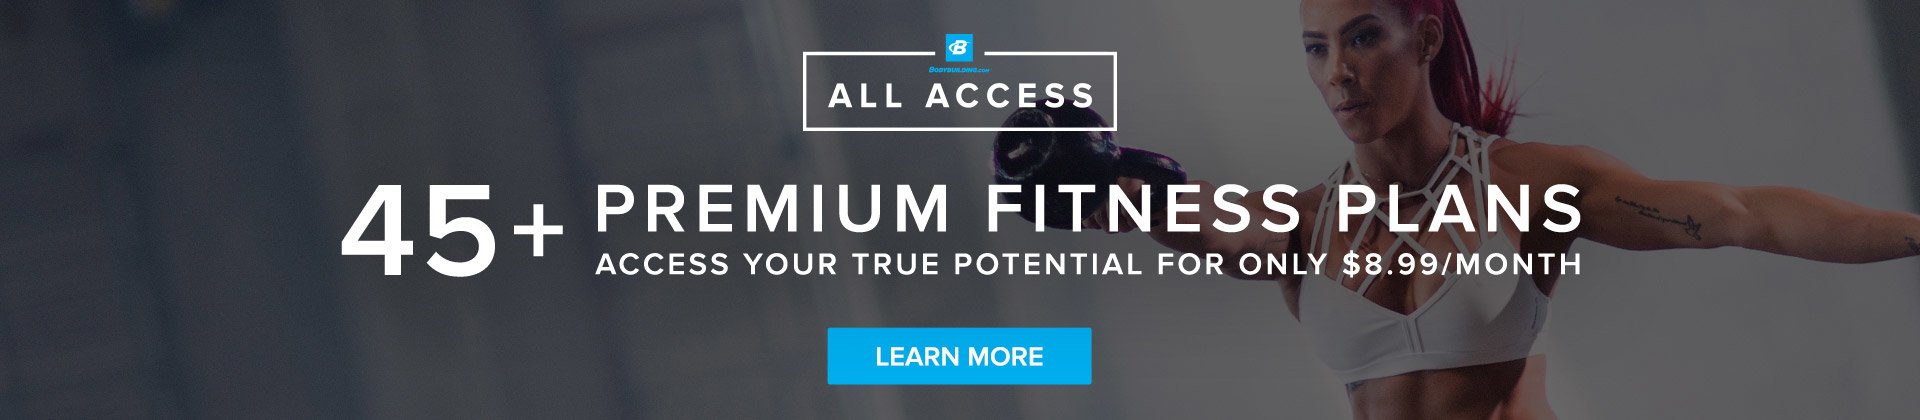 B
BODYBUILDING.COM
ALL ACCESS
45+
PREMIUM FITNESS PLANS
ACCESS YOUR TRUE POTENTIAL FOR ONLY $8.99/MONTH
LEARN MORE